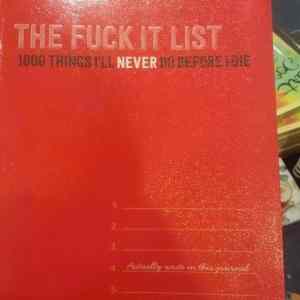 THE FUCK IT LIST
1000 THINGS I'LL NEVER DO BEFORE I DIE
1.
2.
3.
4. Actually write in this journal
5.